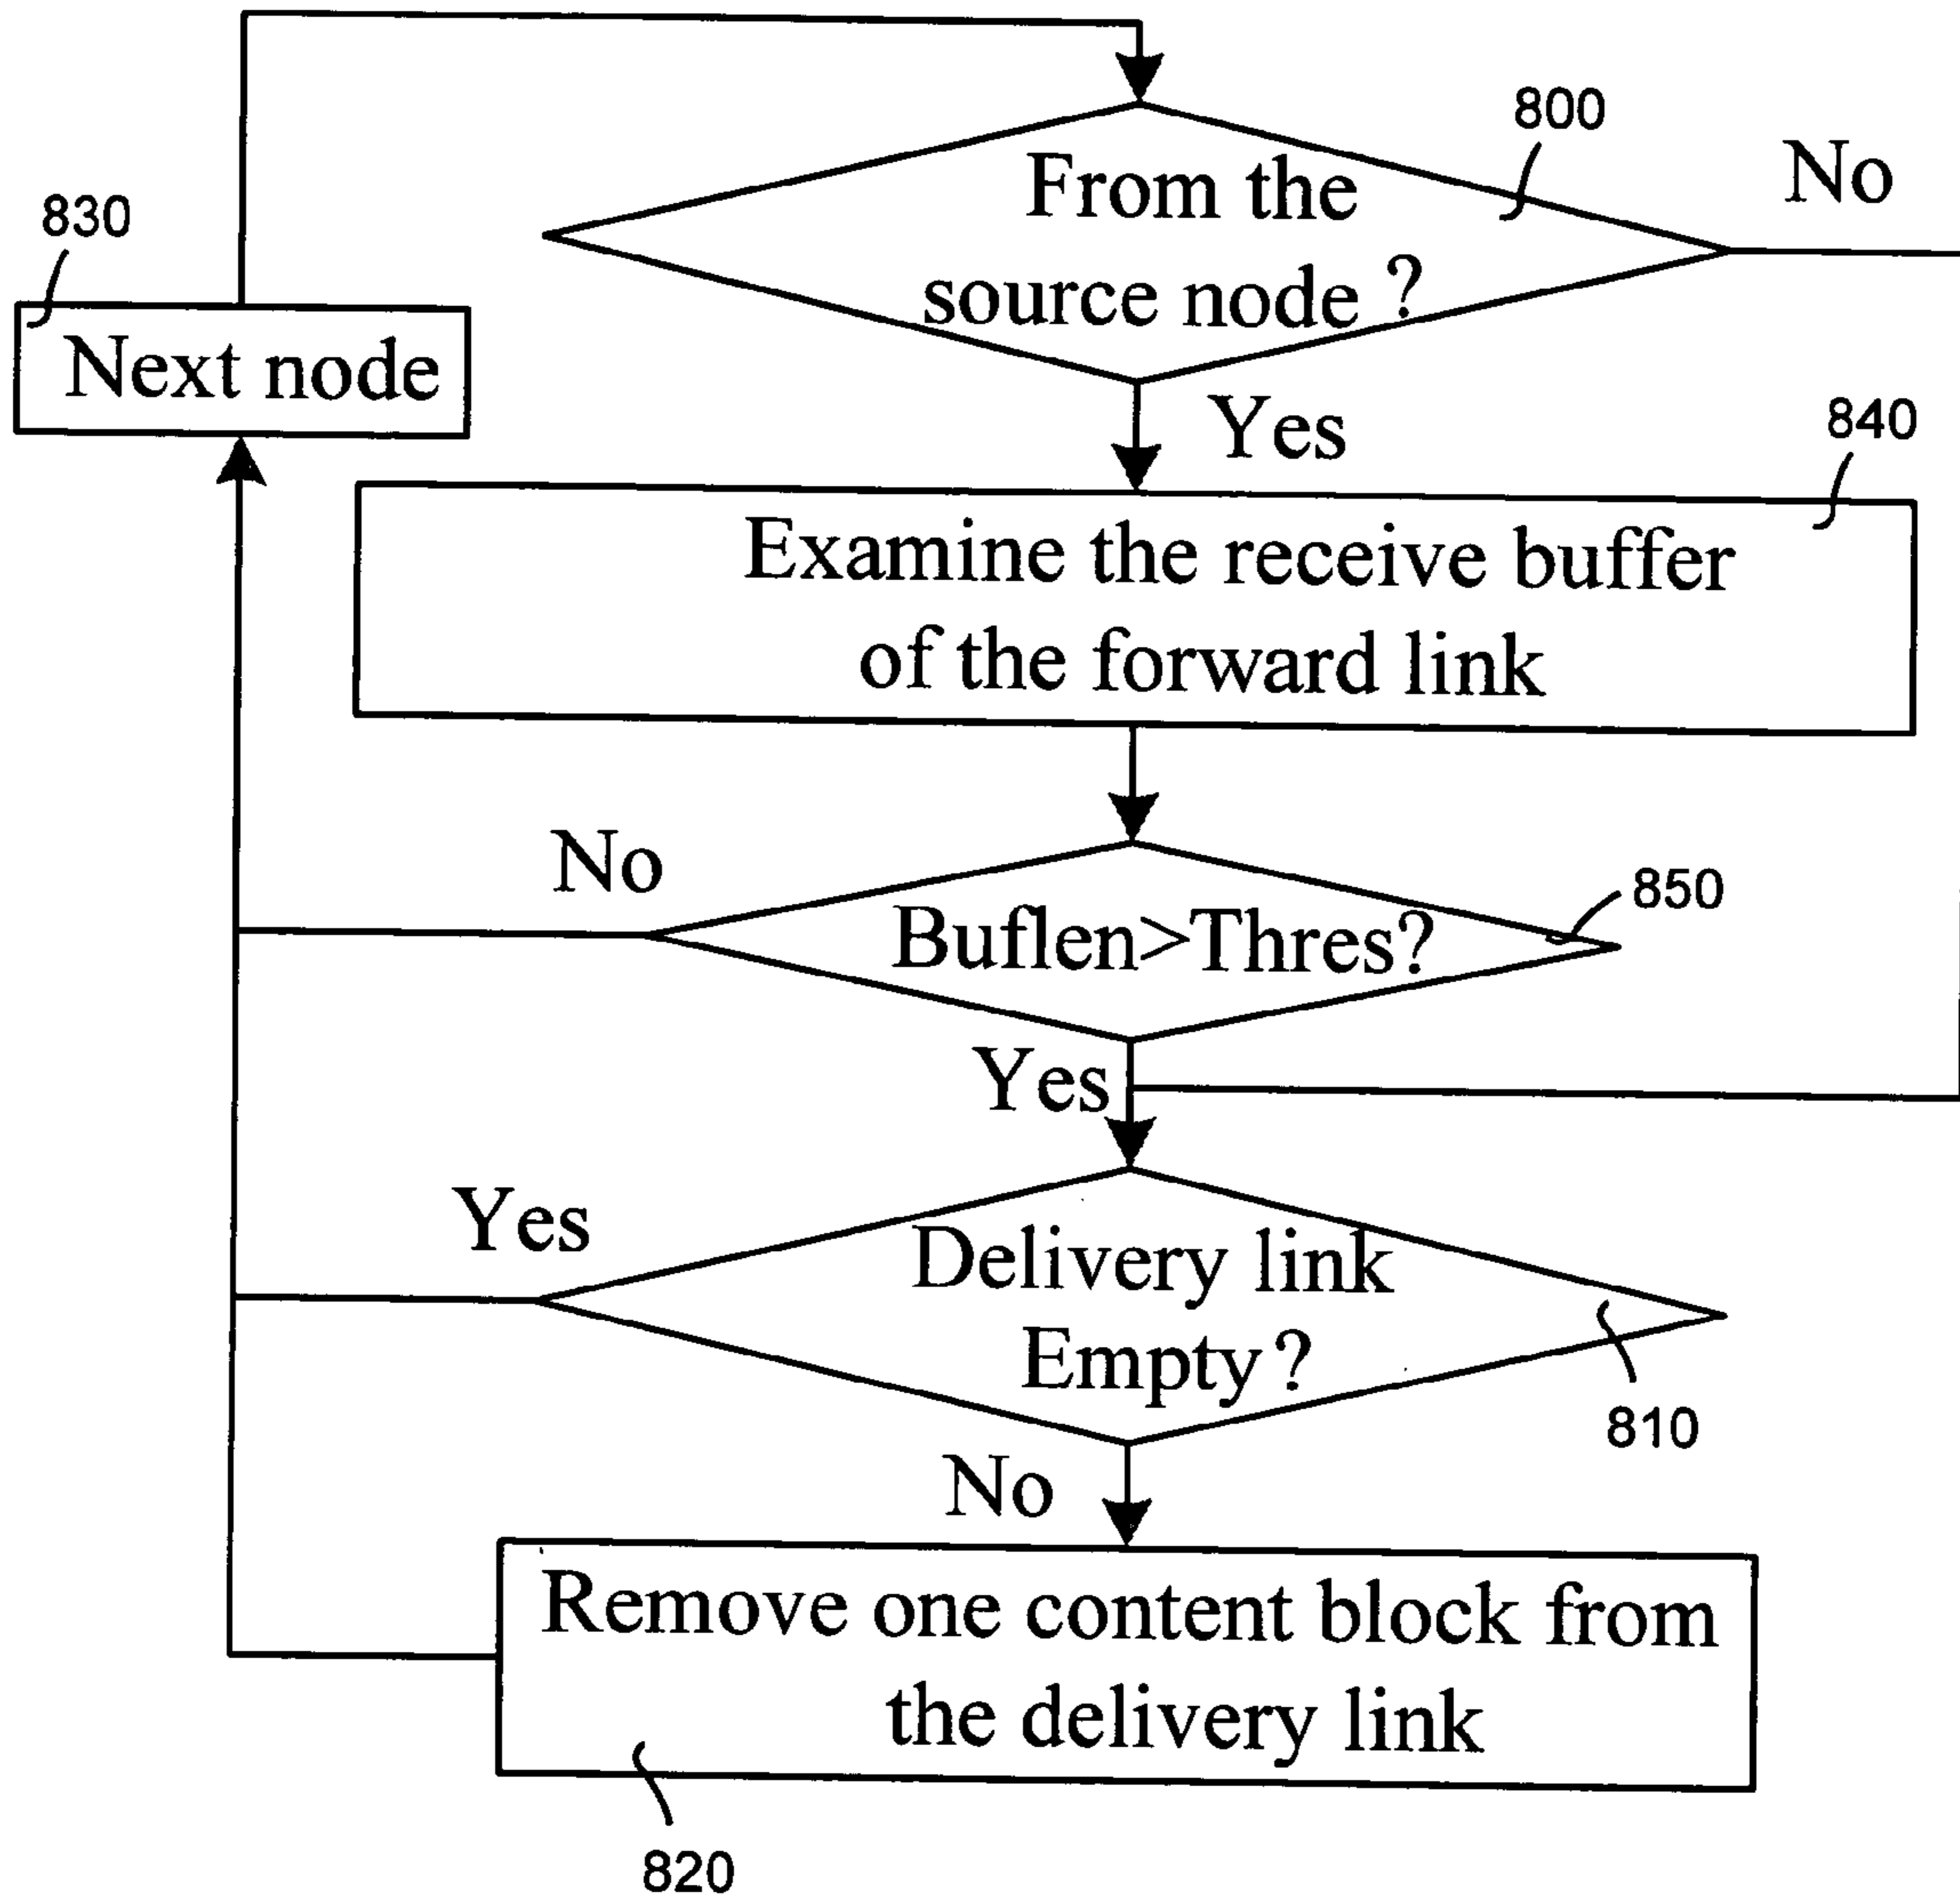 800
From the
source node ?
No
830
Next node
Yes
840
Examine the receive buffer
of the forward link
No
Buflen>Thres?
850
Yes
Yes
Delivery link
Empty ?
810
No
Remove one content block from
the delivery link
820